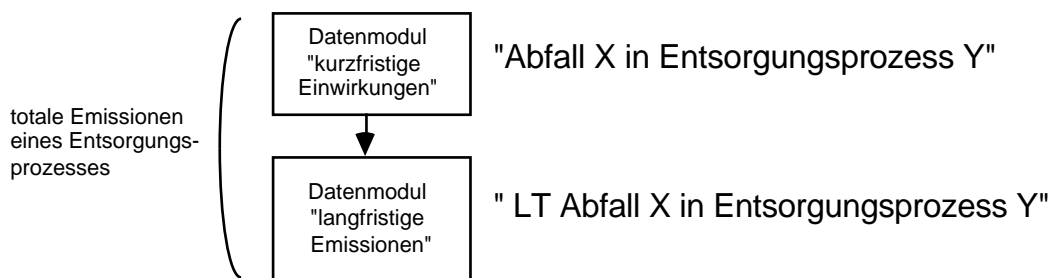 totale Emissionen
eines Entsorgungs-
prozesses
Datenmodul
"kurzfristige
Einwirkungen"
"Abfall X in Entsorgungsprozess Y"
Datenmodul
"langfristige
Emissionen"
" LT Abfall X in Entsorgungsprozess Y"